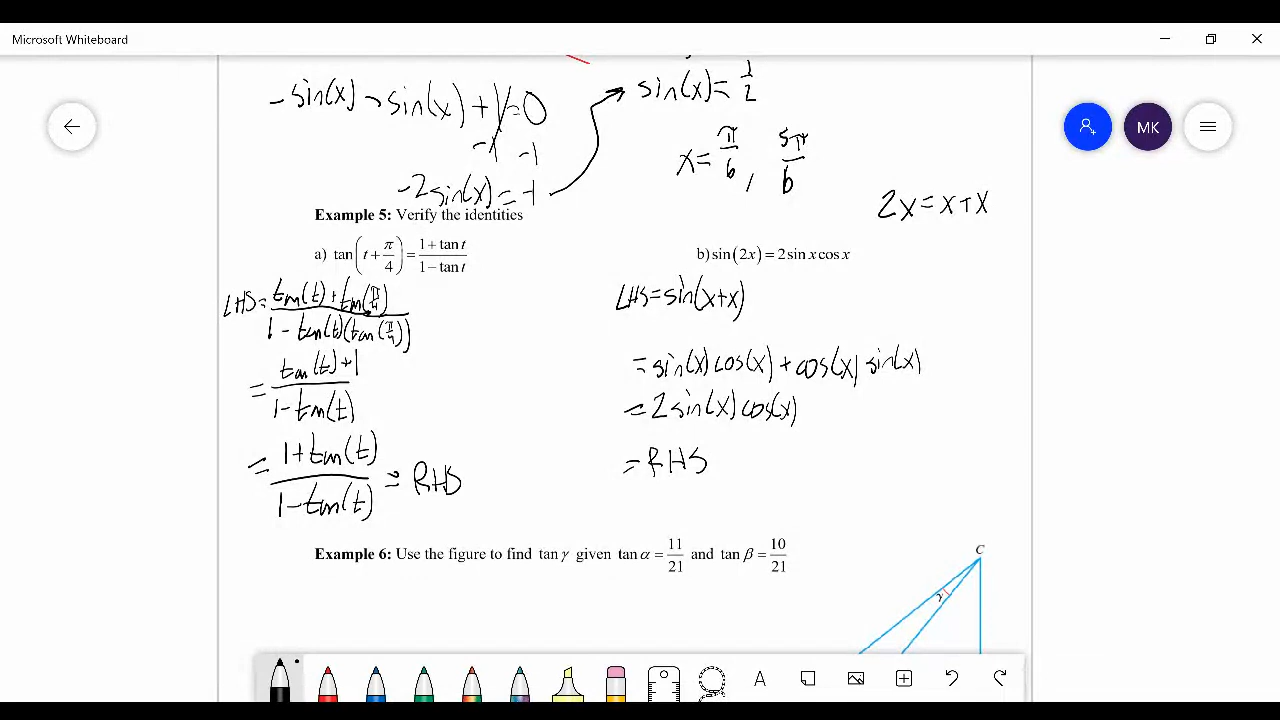 Microsoft Whiteboard
MK
-sin(x) - sin(x) + 1 = 0
-1 -1
-2sin(x) = -1
sin(x) = 1/2
x = π/6, 5π/6
2x = x+x
Example 5: Verify the identities
a) tan(t + π/4) = (1 + tan t)/(1 − tan t)
LHS = (tan(t) + tan(π/4))/(1 - tan(t)(tan(π/4)))
= (tan(t) + 1)/(1 - tan(t))
= (1 + tan(t))/(1 - tan(t)) = RHS
b) sin(2x) = 2 sin x cos x
LHS = sin(x+x)
= sin(x) cos(x) + cos(x) sin(x)
= 2 sin(x) cos(x)
= RHS
Example 6: Use the figure to find tan γ given tan α = 11/21 and tan β = 10/21
C
γ
A